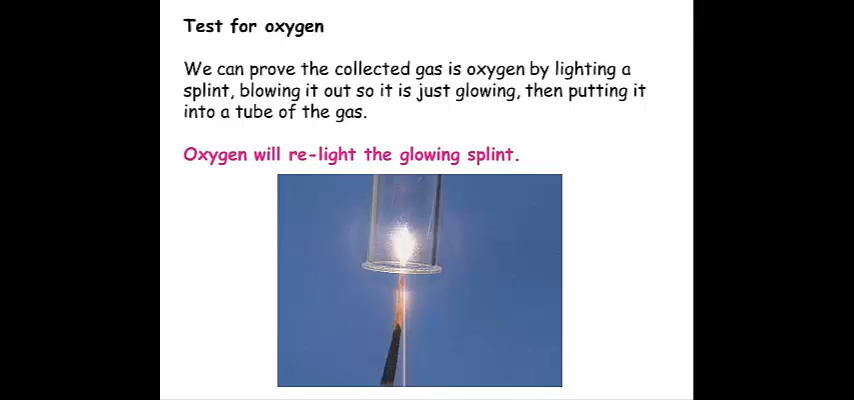 Test for oxygen
We can prove the collected gas is oxygen by lighting a
splint, blowing it out so it is just glowing, then putting it
into a tube of the gas.
Oxygen will re-light the glowing splint.